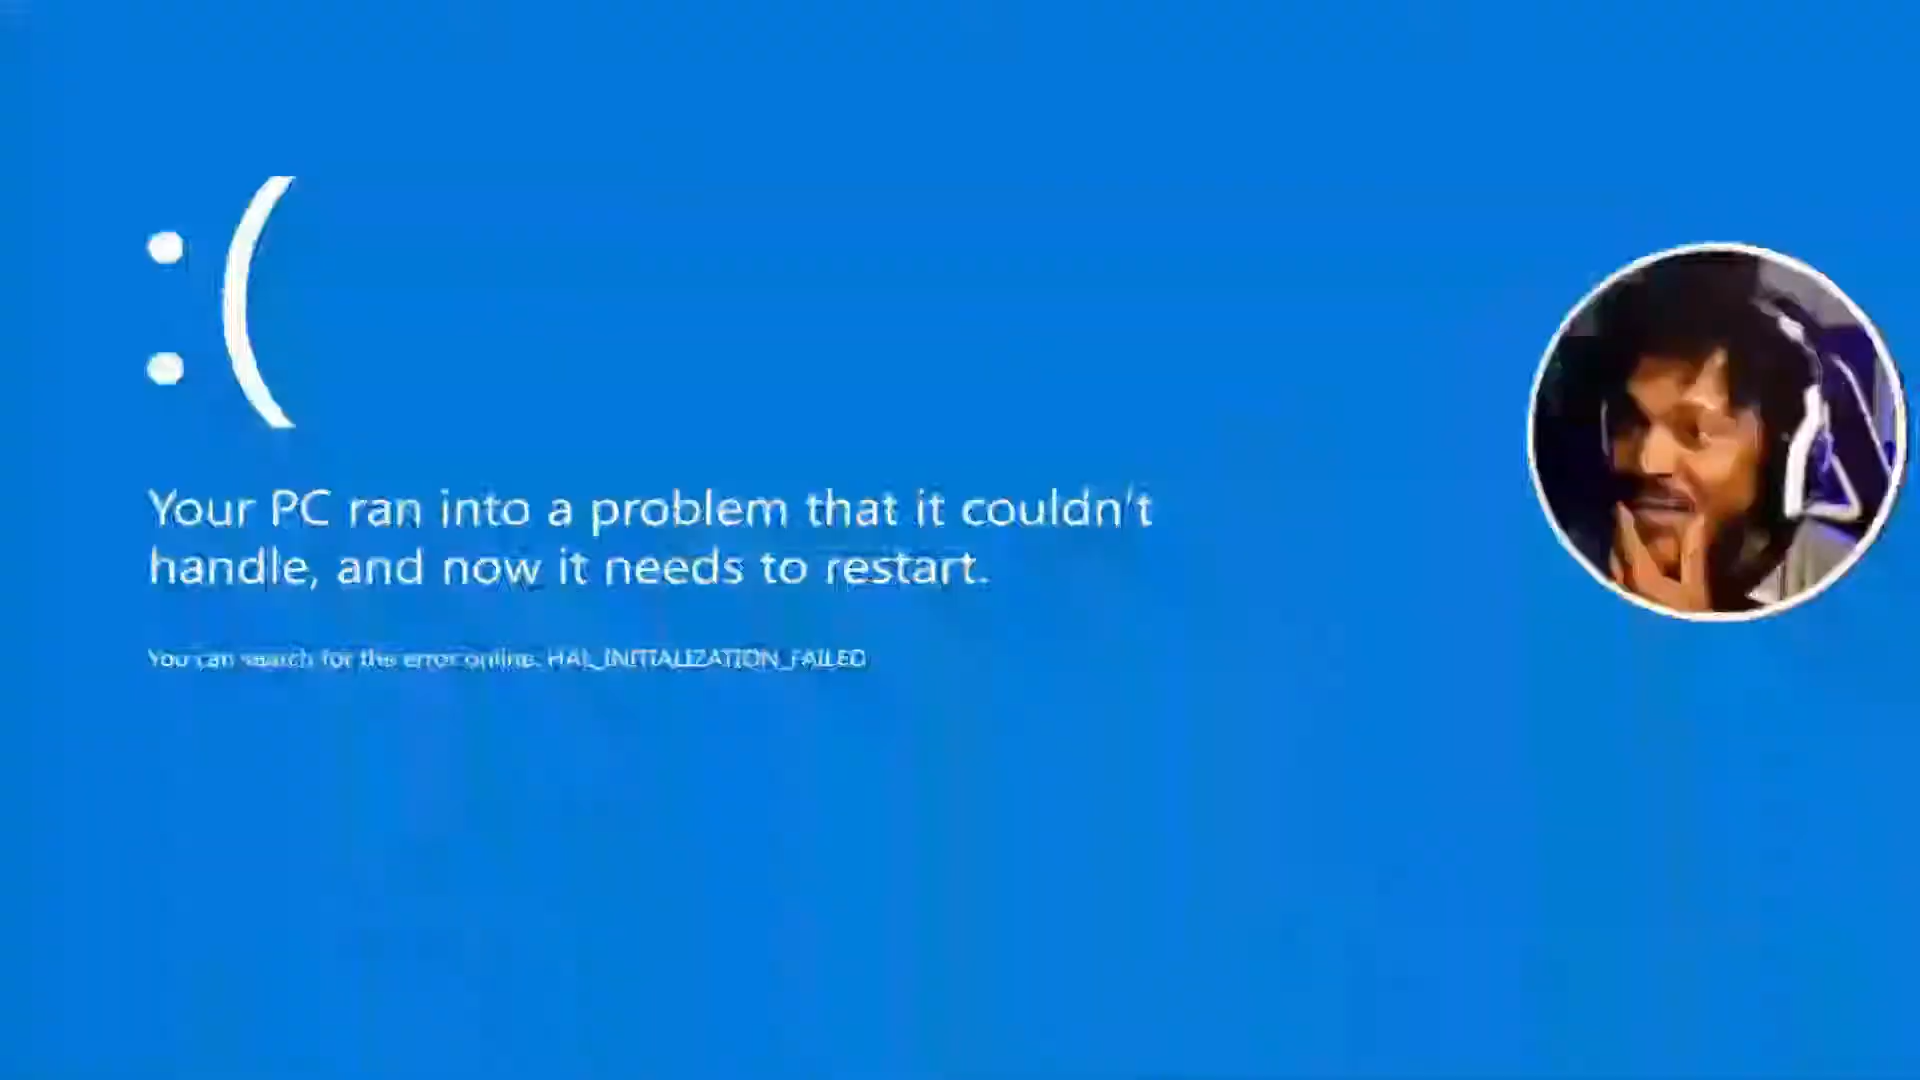 :(
Your PC ran into a problem that it couldn't
handle, and now it needs to restart.
You can search for the error online: HAL_INITIALIZATION_FAILED